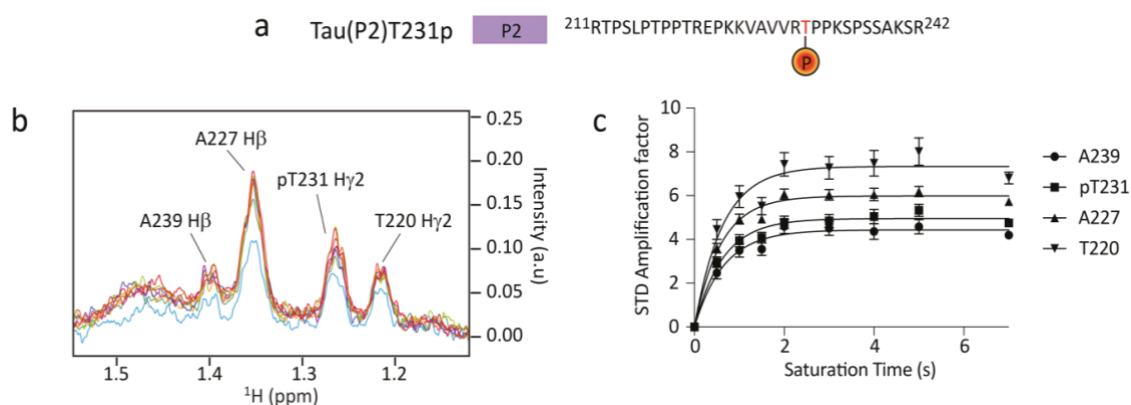 a Tau(P2)T231p P2 ²¹¹RTPSLPTPPTREPKKVAVVRTPPKSPSSAKSR²⁴²
P
b
A227 Hβ
pT231 Hγ2
A239 Hβ
T220 Hγ2
0.25
0.20
0.15
0.10
0.05
0.00
Intensity (a.u)
1.5 1.4 1.3 1.2
¹H (ppm)
c
STD Amplification factor
10
8
6
4
2
0
0 2 4 6
Saturation Time (s)
A239
pT231
A227
T220